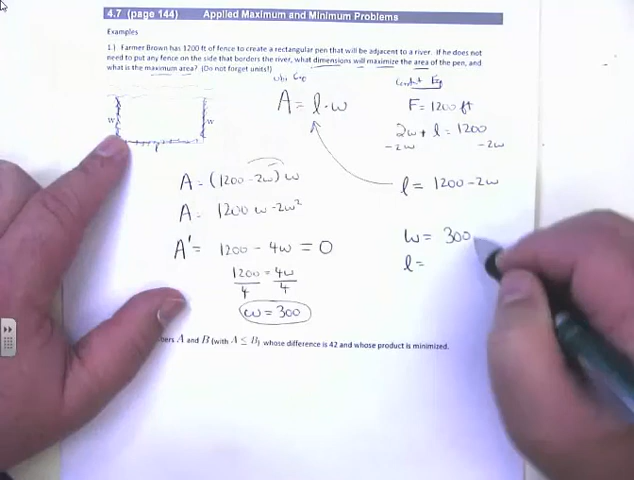 4.7 (page 144) Applied Maximum and Minimum Problems
Examples
1.) Farmer Brown has 1200 ft of fence to create a rectangular pen that will be adjacent to a river. If he does not
need to put any fence on the side that borders the river, what dimensions will maximize the area of the pen, and
what is the maximum area? (Do not forget units!)
w w
l
A = l · w
F = 1200 ft
2w + l = 1200
-2w -2w
l = 1200 - 2w
A = (1200 - 2w) w
A = 1200 w - 2w²
A' = 1200 - 4w = 0
1200 = 4w
4 4
w = 300
w = 300
l =
A and B (with A ≤ B) whose difference is 42 and whose product is minimized.